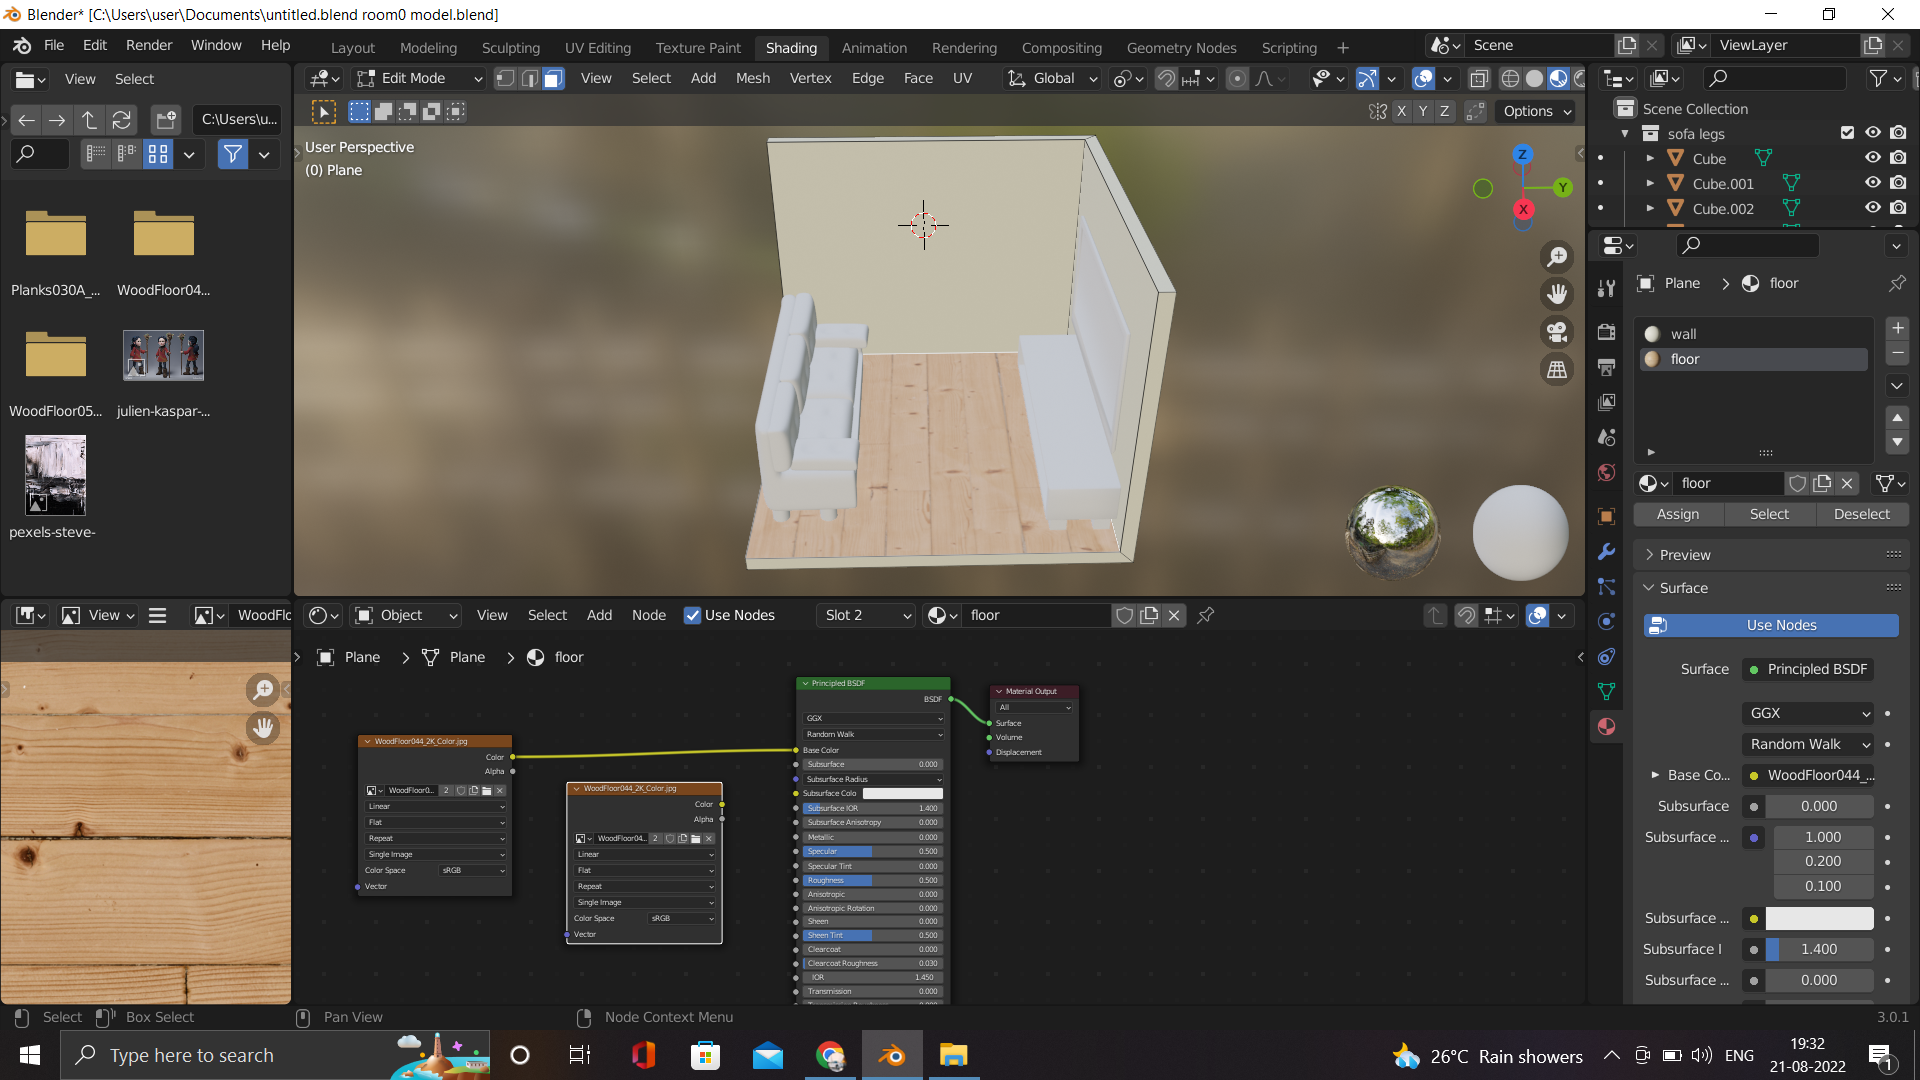 Blender* [C:\Users\user\Documents\untitled.blend room0 model.blend]
File Edit Render Window Help
Layout Modeling Sculpting UV Editing Texture Paint Shading Animation Rendering Compositing Geometry Nodes Scripting +
Scene
ViewLayer
View Select
Edit Mode View Select Add Mesh Vertex Edge Face UV Global
C:\Users\u...
X Y Z Options
User Perspective
(0) Plane
Z
Y
X
Planks030A_...
WoodFloor04...
WoodFloor05...
julien-kaspar-...
pexels-steve-
Scene Collection
sofa legs
Cube
Cube.001
Cube.002
Plane > floor
wall
floor
floor
Assign Select Deselect
Preview
Surface
Use Nodes
Surface Principled BSDF
GGX
Random Walk
Base Co... WoodFloor044_...
Subsurface 0.000
Subsurface ... 1.000
0.200
0.100
Subsurface ...
Subsurface I 1.400
Subsurface ... 0.000
View WoodFlo
Object View Select Add Node Use Nodes Slot 2 floor
Plane > Plane > floor
WoodFloor044_2K_Color.jpg
Color
Alpha
WoodFloor0... 2
Linear
Flat
Repeat
Single Image
Color Space sRGB
Vector
WoodFloor044_2K_Color.jpg
Color
Alpha
WoodFloor04... 2
Linear
Flat
Repeat
Single Image
Color Space sRGB
Vector
Principled BSDF
BSDF
GGX
Random Walk
Base Color
Subsurface 0.000
Subsurface Radius
Subsurface Colo
Subsurface IOR 1.400
Subsurface Anisotropy 0.000
Metallic 0.000
Specular 0.500
Specular Tint 0.000
Roughness 0.500
Anisotropic 0.000
Anisotropic Rotation 0.000
Sheen 0.000
Sheen Tint 0.500
Clearcoat 0.000
Clearcoat Roughness 0.030
IOR 1.450
Transmission 0.000
Material Output
All
Surface
Volume
Displacement
Select Box Select Pan View Node Context Menu 3.0.1
Type here to search
26°C Rain showers ENG
19:32
21-08-2022
1